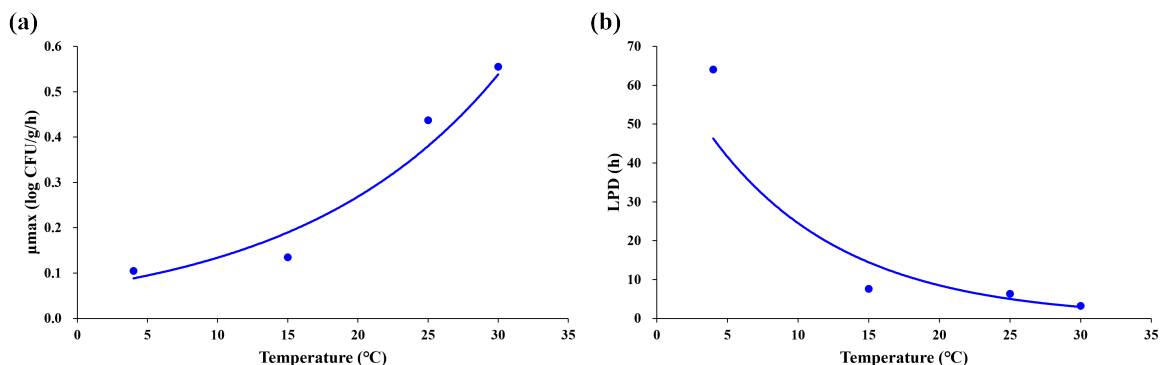 (a)
0.6
0.5
0.4
0.3
0.2
0.1
0.0
µmax (log CFU/g/h)
0 5 10 15 20 25 30 35
Temperature (℃)
(b)
70
60
50
40
30
20
10
0
LPD (h)
0 5 10 15 20 25 30 35
Temperature (℃)